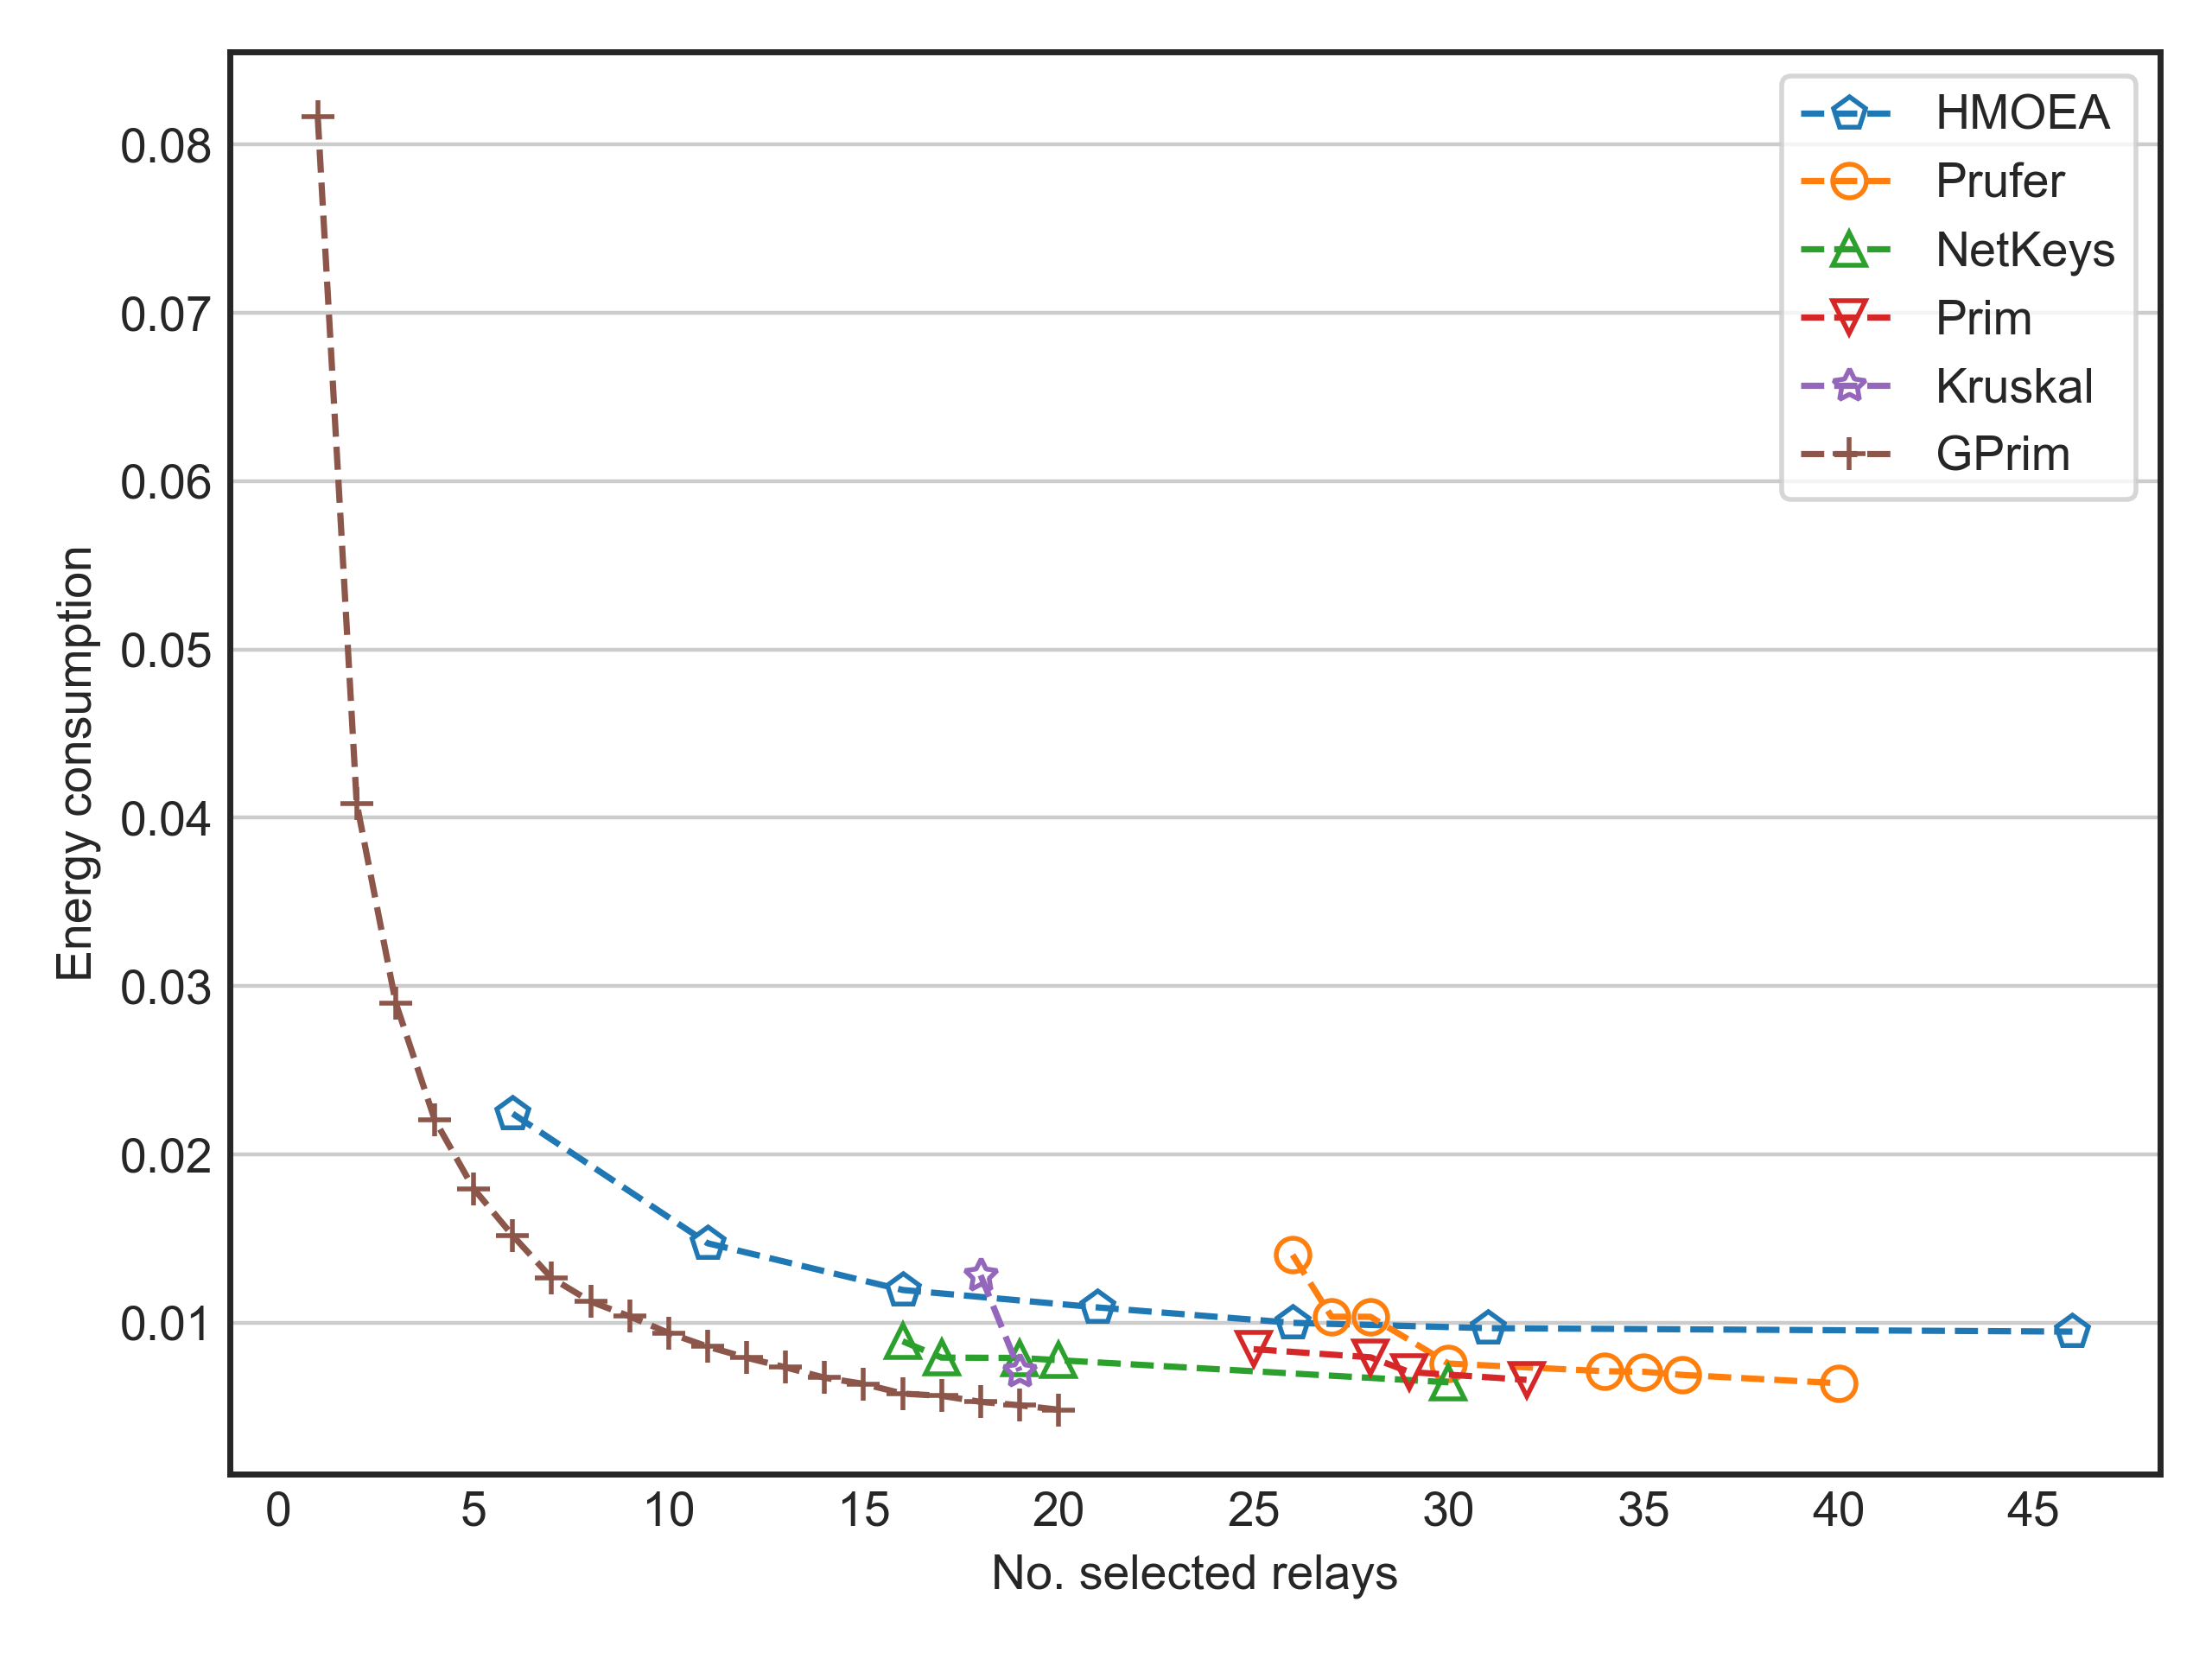 HMOEA
Prufer
NetKeys
Prim
Kruskal
GPrim
0.08
0.07
0.06
0.05
0.04
0.03
0.02
0.01
Energy consumption
0 5 10 15 20 25 30 35 40 45
No. selected relays